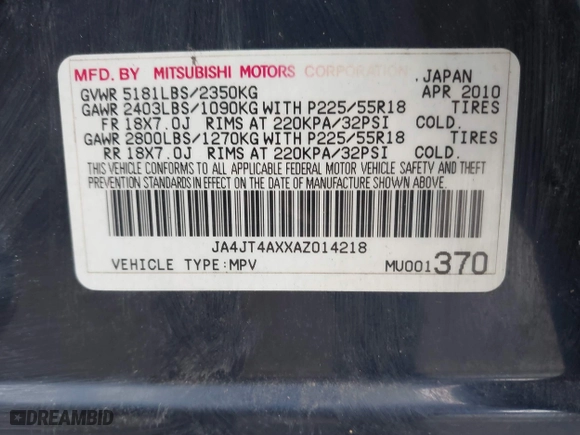 MFD. BY MITSUBISHI MOTORS CORPORATION, JAPAN
GVWR 5181LBS/2350KG APR 2010
GAWR 2403LBS/1090KG WITH P225/55R18 TIRES
FR 18X7.0J RIMS AT 220KPA/32PSI COLD.
GAWR 2800LBS/1270KG WITH P225/55R18 TIRES
RR 18X7.0J RIMS AT 220KPA/32PSI COLD.
THIS VEHICLE CONFORMS TO ALL APPLICABLE FEDERAL MOTOR VEHICLE SAFETY AND THEFT
PREVENTION STANDARDS IN EFFECT ON THE DATE OF MANUFACTURE SHOWN ABOVE.
JA4JT4AXXAZ014218
VEHICLE TYPE:MPV MU001370
DREAMBID